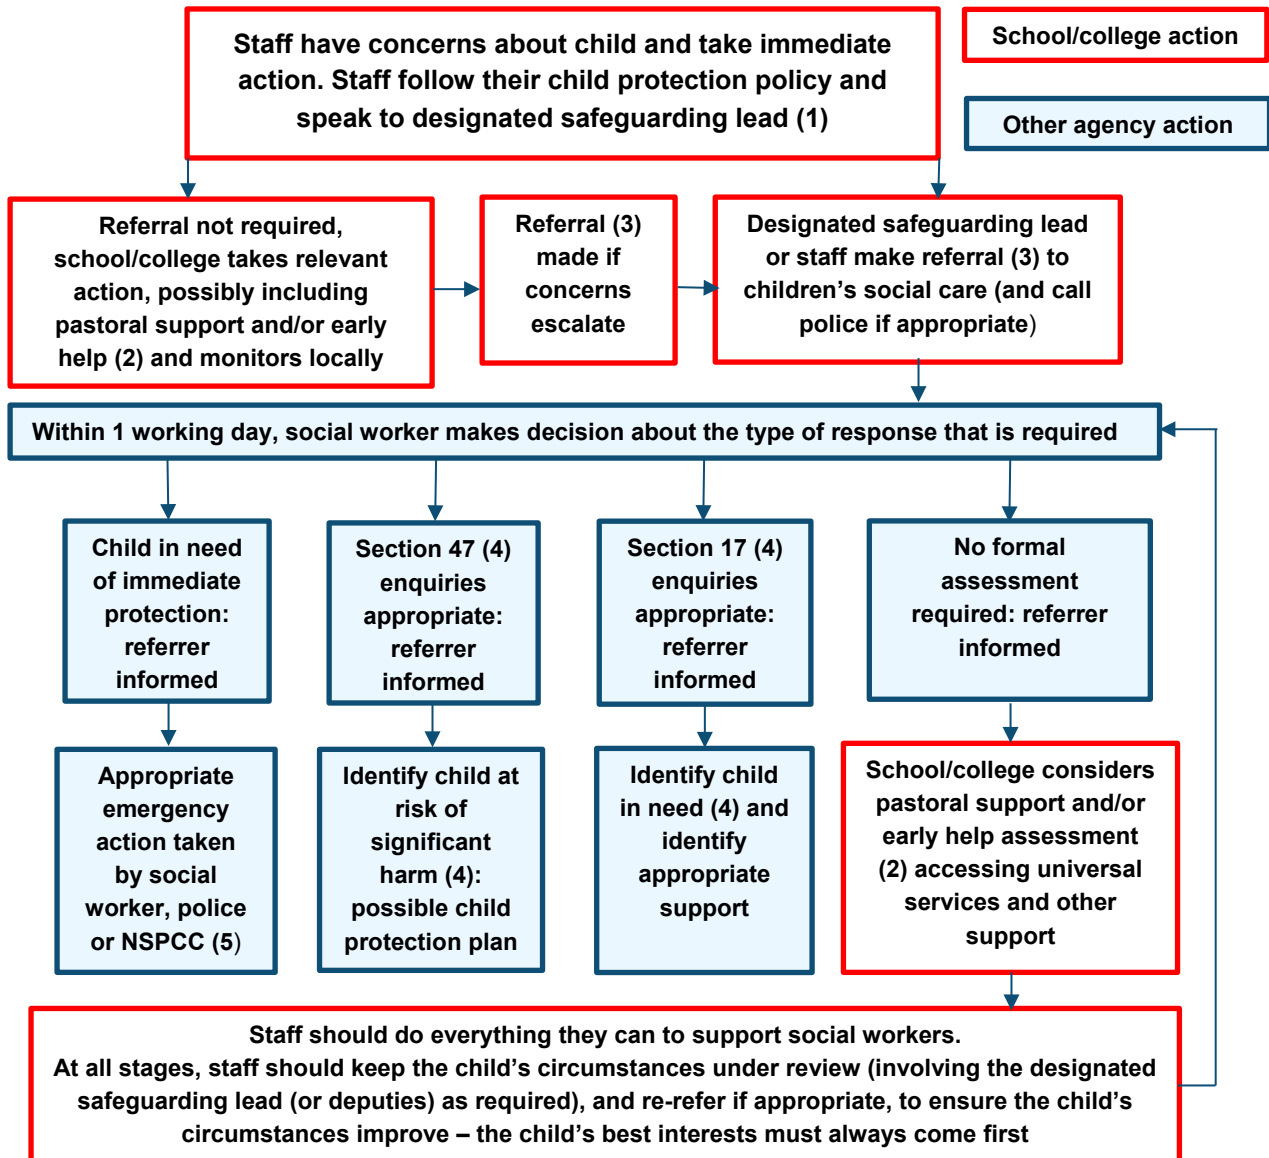 Staff have concerns about child and take immediate
action. Staff follow their child protection policy and
speak to designated safeguarding lead (1)
School/college action
Other agency action
Referral not required,
school/college takes relevant
action, possibly including
pastoral support and/or early
help (2) and monitors locally
Referral (3)
made if
concerns
escalate
Designated safeguarding lead
or staff make referral (3) to
children’s social care (and call
police if appropriate)
Within 1 working day, social worker makes decision about the type of response that is required
Child in need
of immediate
protection:
referrer
informed
Section 47 (4)
enquiries
appropriate:
referrer
informed
Section 17 (4)
enquiries
appropriate:
referrer
informed
No formal
assessment
required: referrer
informed
Appropriate
emergency
action taken
by social
worker, police
or NSPCC (5)
Identify child at
risk of
significant
harm (4):
possible child
protection plan
Identify child
in need (4) and
identify
appropriate
support
School/college considers
pastoral support and/or
early help assessment
(2) accessing universal
services and other
support
Staff should do everything they can to support social workers.
At all stages, staff should keep the child’s circumstances under review (involving the designated
safeguarding lead (or deputies) as required), and re-refer if appropriate, to ensure the child’s
circumstances improve – the child’s best interests must always come first